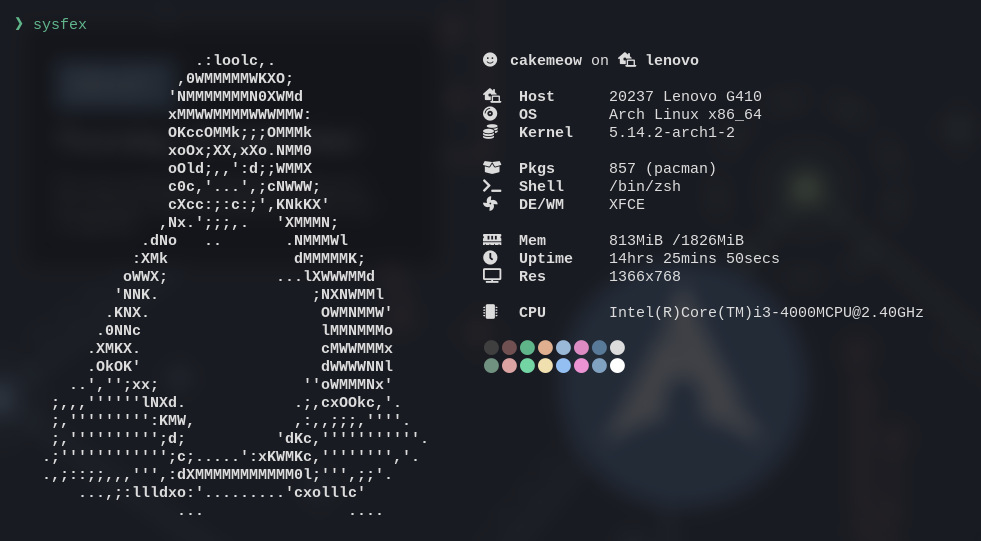 ❯ sysfex
.:loolc,.
,0WMMMMMWKXO;
'NMMMMMMMN0XWMd
xMMWWMMMMWWWMMW:
OKccOMMk;;;OMMMk
xoOx;XX,xXo.NMM0
oOld;,,':d;;WMMX
c0c,'...',;cNWWW;
cXcc:;:c:;',KNkKX'
,Nx.';;;,.   'XMMMN;
.dNo   ..       .NMMMWl
:XMk              dMMMMMK;
oWWX;            ...lXWWWMMd
'NNK.                 ;NXNWMMl
.KNX.                   OWMNMMW'
.0NNc                    lMMNMMMo
.XMKX.                   cMWWMMMx
.OkOK'                   dWWWWNNl
..','';xx;                ''oWMMMNx'
;,,,''''''lNXd.            .;,cxOOkc,'.
;,''''''''':KMW,           ,:,,;;;,''''.
;,'''''''''';d;          'dKc,'''''''''''.
.;'''''''''''';c;.....':xKWMKc,'''''''','.
.,;::;;,,,''',:dXMMMMMMMMMMM0l;''',;;'.
...,;:llldxo:'.........'cxolllc'
...                ....
cakemeow on lenovo
Host 20237 Lenovo G410
OS Arch Linux x86_64
Kernel 5.14.2-arch1-2
Pkgs 857 (pacman)
Shell /bin/zsh
DE/WM XFCE
Mem 813MiB /1826MiB
Uptime 14hrs 25mins 50secs
Res 1366x768
CPU Intel(R)Core(TM)i3-4000MCPU@2.40GHz